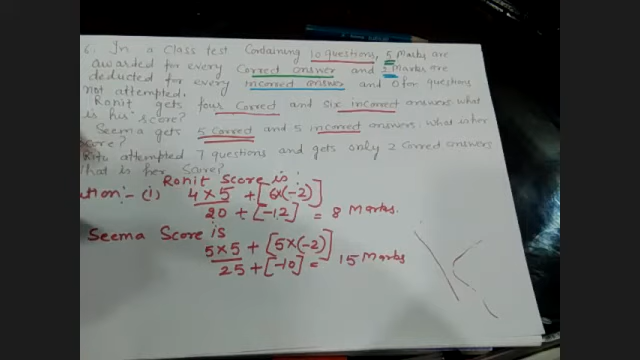 6. In a Class test Containing 10 questions, 5 Marks are
awarded for every Correct answer and 2 Marks are
deducted for every incorrect answer and 0 for questions
not attempted.
Ronit gets four Correct and six incorrect answers what
is his score?
Seema gets 5 correct and 5 incorrect answers. What is her
score?
Ritu attempted 7 questions and gets only 2 Correct answers
What is her Score?
Ronit Score is :
ution:- (i) 4 × 5 + [6×(-2)]
20 + [-12] = 8 Marks.
Seema Score is
5×5 + [5×(-2)]
25 + [-10] = 15 Marks